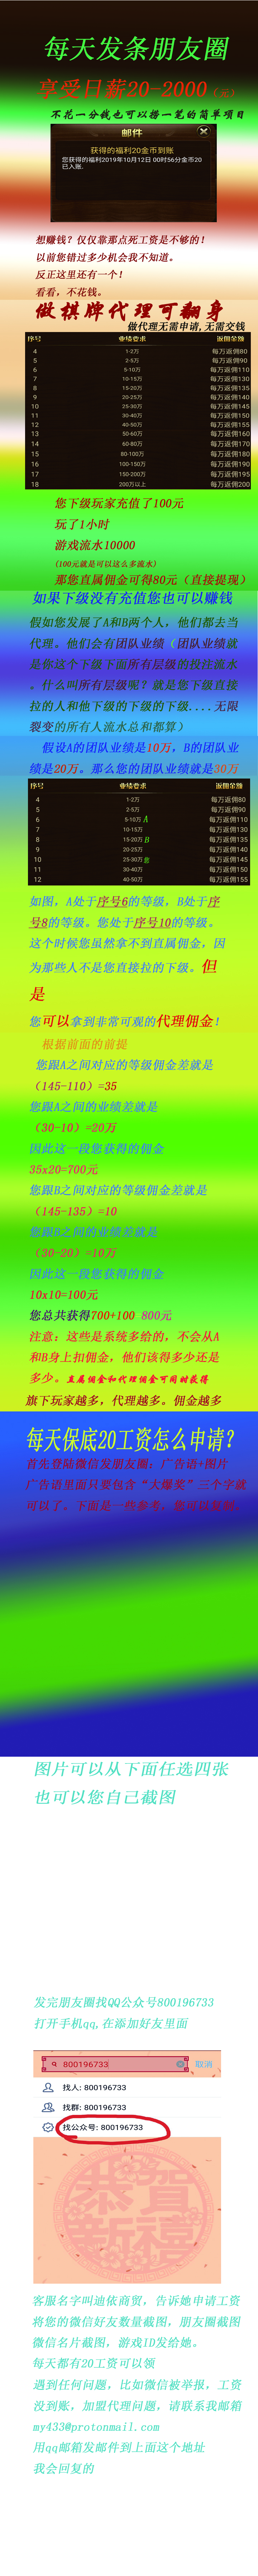 每天发条朋友圈
享受日薪20-2000（元）
不花一分钱也可以捞一笔的简单项目
邮件
获得的福利20金币到账
您获得的福利2019年10月12日 00时56分金币20
已入账.
想赚钱？仅仅靠那点死工资是不够的！
以前您错过多少机会我不知道。
反正这里还有一个！
看看，不花钱。
做棋牌代理可翻身
做代理无需申请，无需交钱
序号 业绩要求 返佣金额
4 1-2万 每万返佣80
5 2-5万 每万返佣90
6 5-10万 每万返佣110
7 10-15万 每万返佣130
8 15-20万 每万返佣135
9 20-25万 每万返佣140
10 25-30万 每万返佣145
11 30-40万 每万返佣150
12 40-50万 每万返佣155
13 50-60万 每万返佣160
14 60-80万 每万返佣170
15 80-100万 每万返佣180
16 100-150万 每万返佣190
17 150-200万 每万返佣195
18 200万以上 每万返佣200
您下级玩家充值了100元
玩了1小时
游戏流水10000
(100元就是可以这么多流水)
那您直属佣金可得80元（直接提现）
如果下级没有充值您也可以赚钱
假如您发展了A和B两个人，他们都去当
代理。他们会有团队业绩（团队业绩就
是你这个下级下面所有层级的投注流水
。什么叫所有层级呢？就是您下级直接
拉的人和他下级的下级的下级....无限
裂变的所有人流水总和都算）
假设A的团队业绩是10万，B的团队业
绩是20万。那么您的团队业绩就是30万
序号 业绩要求 返佣金额
4 1-2万 每万返佣80
5 2-5万 每万返佣90
6 5-10万 A 每万返佣110
7 10-15万 每万返佣130
8 15-20万 B 每万返佣135
9 20-25万 每万返佣140
10 25-30万 您 每万返佣145
11 30-40万 每万返佣150
12 40-50万 每万返佣155
如图，A处于序号6的等级，B处于序
号8的等级。您处于序号10的等级。
这个时候您虽然拿不到直属佣金，因
为那些人不是您直接拉的下级。但
是
您可以拿到非常可观的代理佣金！
根据前面的前提
您跟A之间对应的等级佣金差就是
（145-110）=35
您跟A之间的业绩差就是
（30-10）=20万
因此这一段您获得的佣金
35x20=700元
您跟B之间对应的等级佣金差就是
（145-135）=10
您跟B之间的业绩差就是
（30-20）=10万
因此这一段您获得的佣金
10x10=100元
您总共获得700+100 800元
注意：这些是系统多给的，不会从A
和B身上扣佣金，他们该得多少还是
多少。直属佣金和代理佣金可同时获得
旗下玩家越多，代理越多。佣金越多
每天保底20工资怎么申请？
首先登陆微信发朋友圈：广告语+图片
广告语里面只要包含“大爆奖”三个字就
可以了。下面是一些参考，您可以发挥。
图片可以从下面任选四张
也可以您自己截图
发完朋友圈找QQ公众号800196733
打开手机qq,在添加好友里面
800196733 取消
找人: 800196733
找群: 800196733
找公众号: 800196733
恭贺新禧
客服名字叫迪依商贸，告诉她申请工资
将您的微信好友数量截图，朋友圈截图
微信名片截图，游戏ID发给她。
每天都有20工资可以领
遇到任何问题，比如微信被举报，工资
没到账，加盟代理问题，请联系我邮箱
my433@protonmail.com
用qq邮箱发邮件到上面这个地址
我会回复的